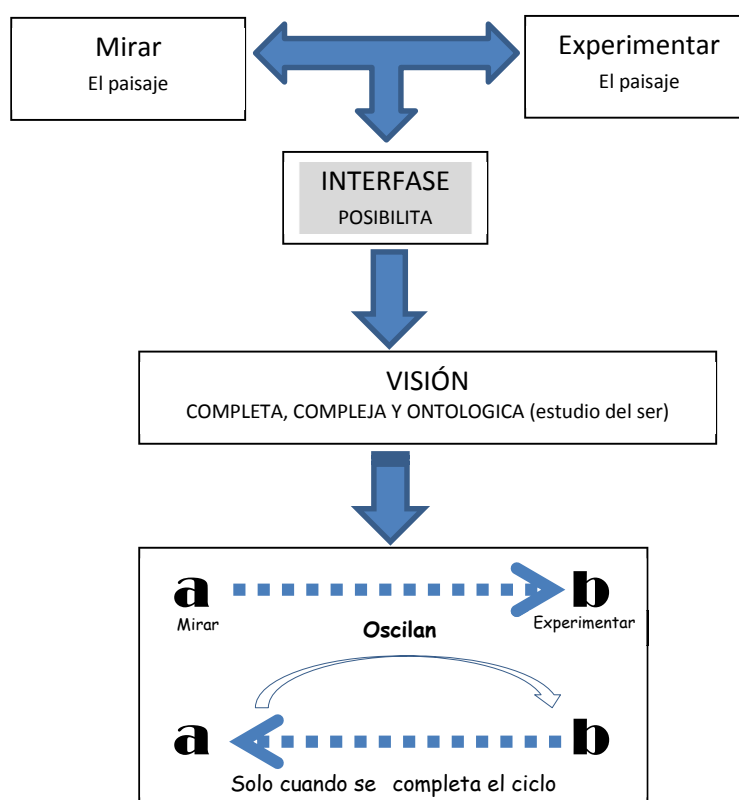 Mirar
El paisaje
Experimentar
El paisaje
INTERFASE
POSIBILITA
VISIÓN
COMPLETA, COMPLEJA Y ONTOLOGICA (estudio del ser)
a b
Mirar Experimentar
Oscilan
a b
Solo cuando se completa el ciclo